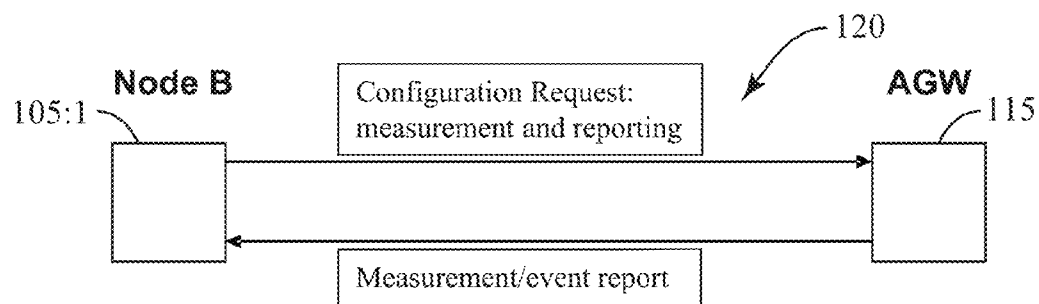 120
Node B
AGW
105:1
Configuration Request:
measurement and reporting
115
Measurement/event report